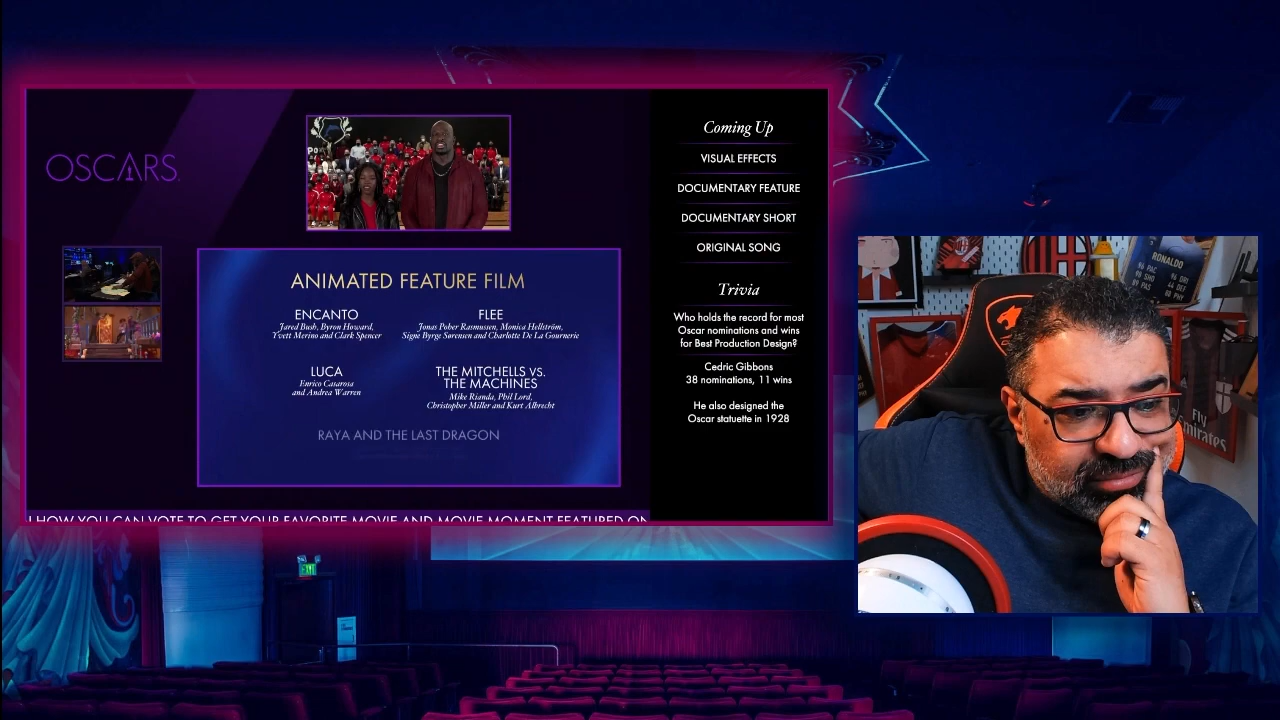 OSCARS.
ANIMATED FEATURE FILM
ENCANTO
Jared Bush, Byron Howard,
Yvett Merino and Clark Spencer
FLEE
Jonas Poher Rasmussen, Monica Hellström,
Signe Byrge Sørensen and Charlotte De La Gournerie
LUCA
Enrico Casarosa
and Andrea Warren
THE MITCHELLS VS.
THE MACHINES
Mike Rianda, Phil Lord,
Christopher Miller and Kurt Albrecht
RAYA AND THE LAST DRAGON
HOW YOU CAN VOTE TO GET YOUR FAVORITE MOVIE AND MOVIE MOMENT FEATURED ON
Coming Up
VISUAL EFFECTS
DOCUMENTARY FEATURE
DOCUMENTARY SHORT
ORIGINAL SONG
Trivia
Who holds the record for most
Oscar nominations and wins
for Best Production Design?
Cedric Gibbons
38 nominations, 11 wins
He also designed the
Oscar statuette in 1928
RONALDO
Fly
Emirates
EXIT